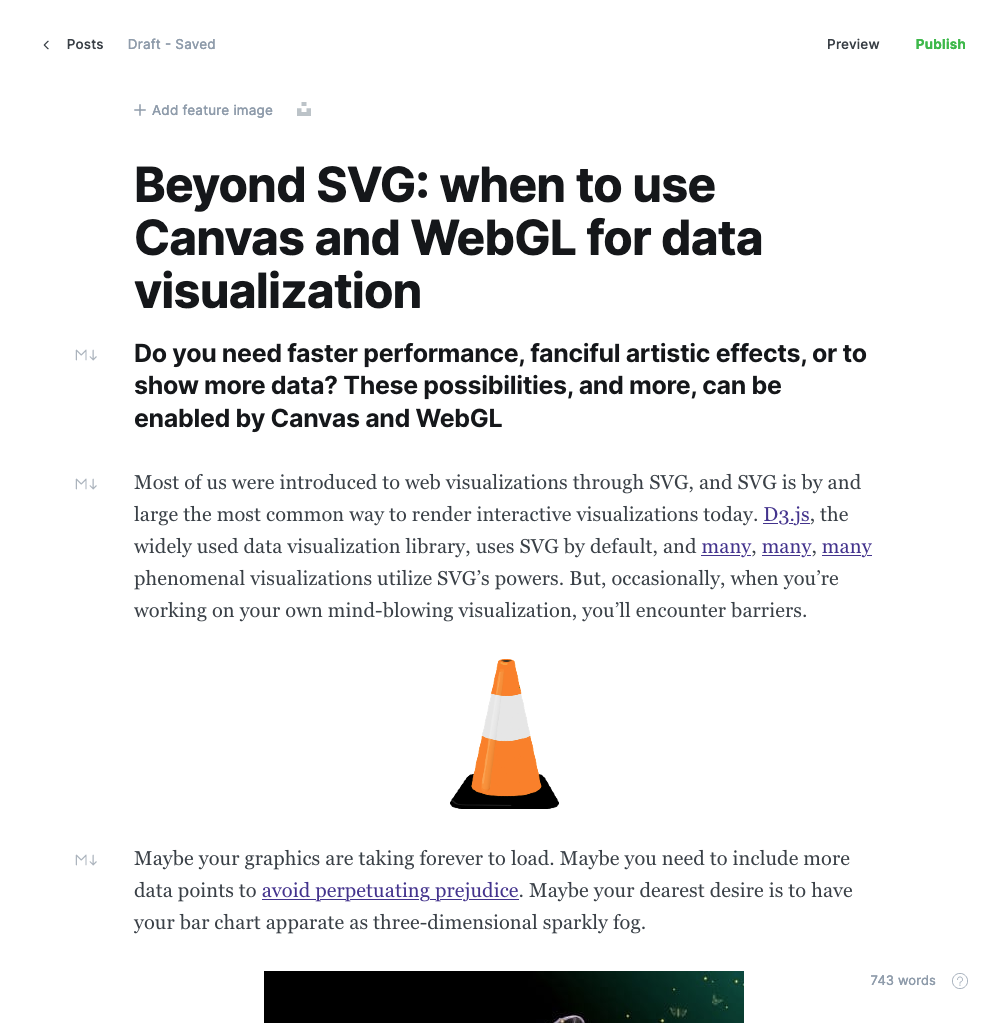 Posts Draft - Saved Preview Publish
Add feature image
Beyond SVG: when to use
Canvas and WebGL for data
visualization
M↓ Do you need faster performance, fanciful artistic effects, or to
show more data? These possibilities, and more, can be
enabled by Canvas and WebGL
M↓ Most of us were introduced to web visualizations through SVG, and SVG is by and
large the most common way to render interactive visualizations today. D3.js, the
widely used data visualization library, uses SVG by default, and many, many, many
phenomenal visualizations utilize SVG’s powers. But, occasionally, when you’re
working on your own mind-blowing visualization, you’ll encounter barriers.
M↓ Maybe your graphics are taking forever to load. Maybe you need to include more
data points to avoid perpetuating prejudice. Maybe your dearest desire is to have
your bar chart apparate as three-dimensional sparkly fog.
743 words ?